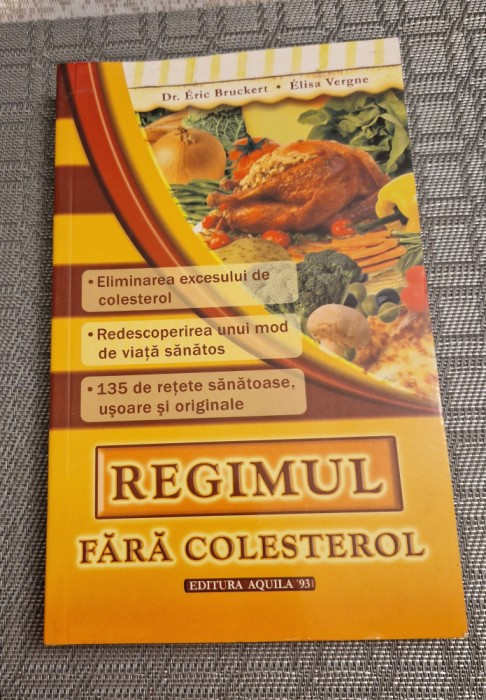 Dr. Éric Bruckert • Élisa Vergne
• Eliminarea excesului de
colesterol
• Redescoperirea unui mod
de viață sănătos
• 135 de rețete sănătoase,
ușoare și originale
REGIMUL
FĂRĂ COLESTEROL
EDITURA AQUILA '93